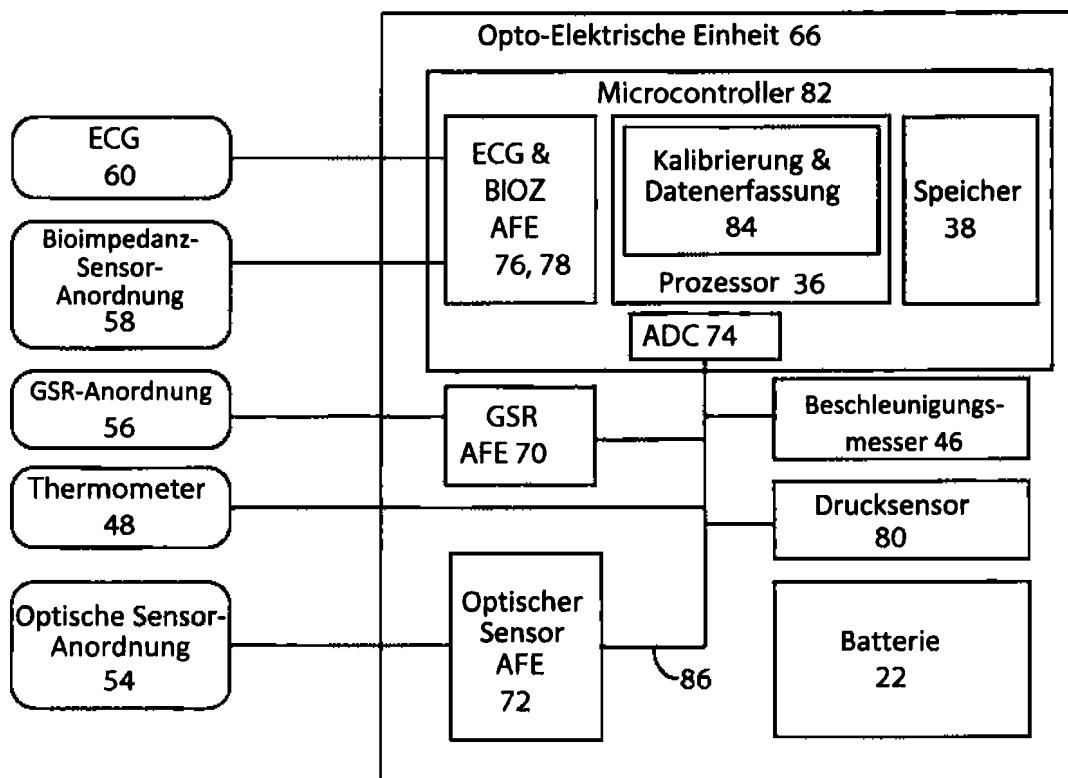 Opto-Elektrische Einheit 66
Microcontroller 82
ECG
60
Bioimpedanz-
Sensor-
Anordnung
58
GSR-Anordnung
56
Thermometer
48
Optische Sensor-
Anordnung
54
ECG &
BIOZ
AFE
76, 78
Kalibrierung &
Datenerfassung
84
Prozessor 36
Speicher
38
ADC 74
GSR
AFE 70
Beschleunigungs-
messer 46
Drucksensor
80
Optischer
Sensor
AFE
72
86
Batterie
22